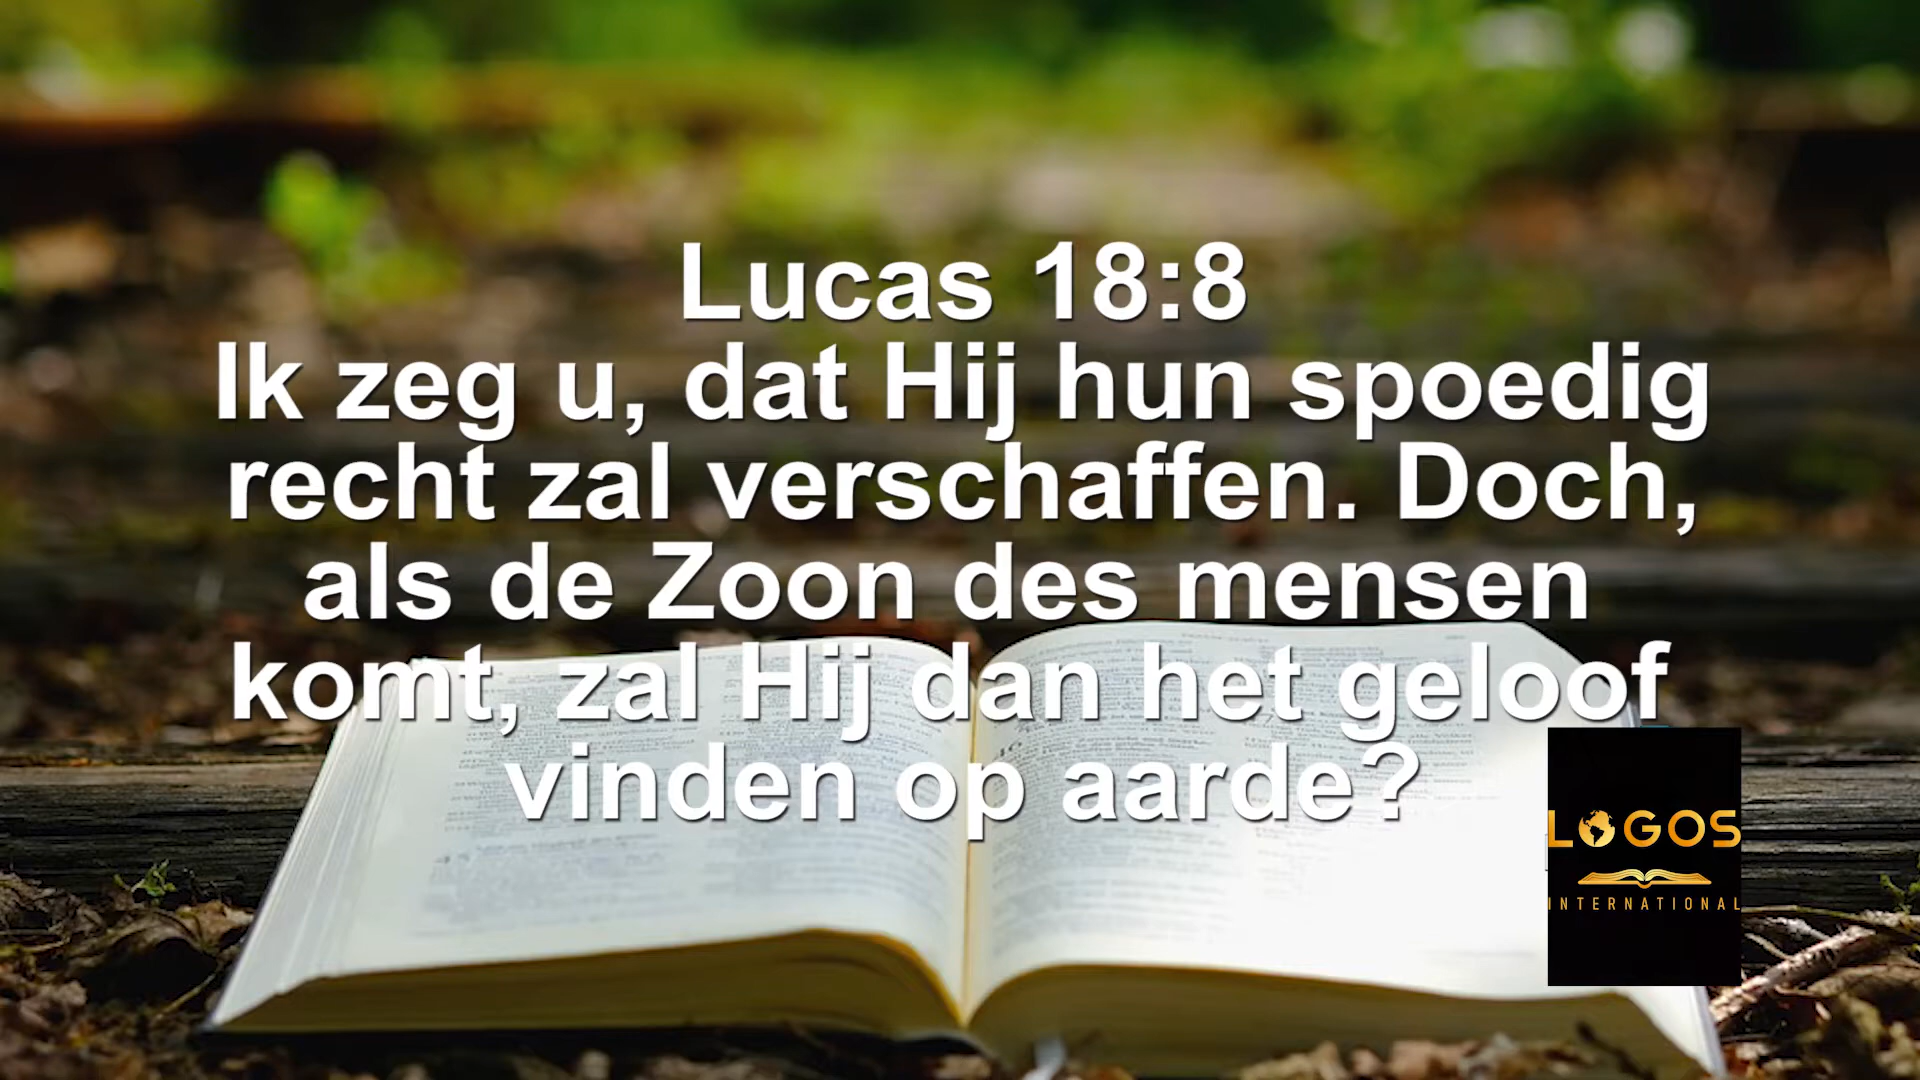 Lucas 18:8
Ik zeg u, dat Hij hun spoedig
recht zal verschaffen. Doch,
als de Zoon des mensen
komt, zal Hij dan het geloof
vinden op aarde?
LOGOS
INTERNATIONAL